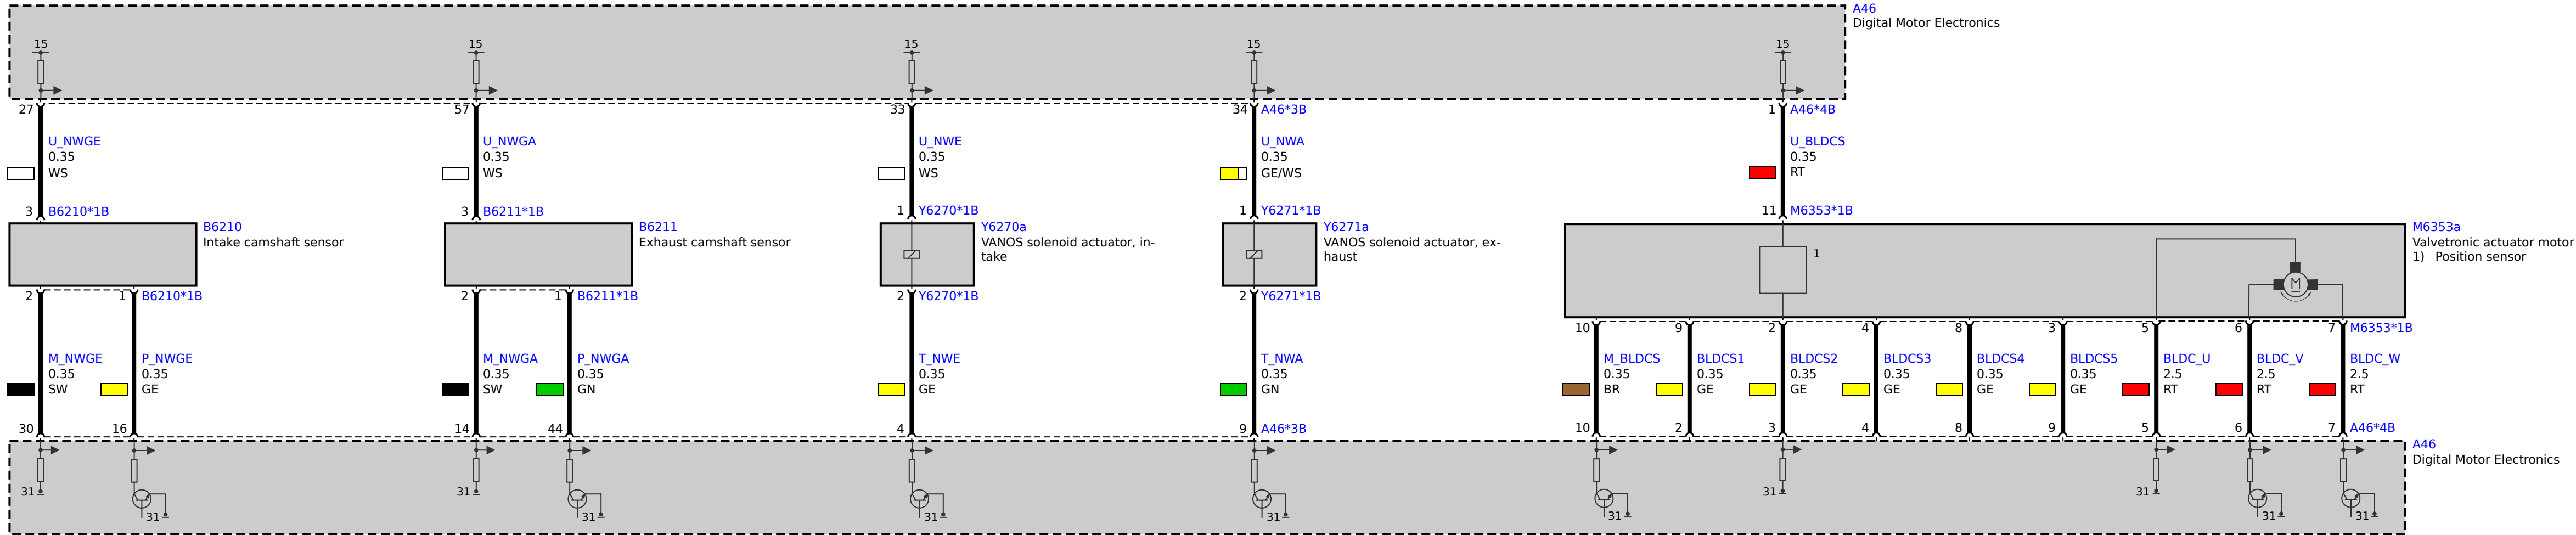 A46
Digital Motor Electronics
15
15
15
15
15
27
57
33
34
A46*3B
1
A46*4B
U_NWGE
0.35
WS
U_NWGA
0.35
WS
U_NWE
0.35
WS
U_NWA
0.35
GE/WS
U_BLDCS
0.35
RT
3
B6210*1B
3
B6211*1B
1
Y6270*1B
1
Y6271*1B
11
M6353*1B
B6210
Intake camshaft sensor
B6211
Exhaust camshaft sensor
Y6270a
VANOS solenoid actuator, in-
take
Y6271a
VANOS solenoid actuator, ex-
haust
1
M
M6353a
Valvetronic actuator motor
1) Position sensor
2
1
B6210*1B
2
1
B6211*1B
2
Y6270*1B
2
Y6271*1B
10
9
2
4
8
3
5
6
7
M6353*1B
M_NWGE
0.35
SW
P_NWGE
0.35
GE
M_NWGA
0.35
SW
P_NWGA
0.35
GN
T_NWE
0.35
GE
T_NWA
0.35
GN
M_BLDCS
0.35
BR
BLDCS1
0.35
GE
BLDCS2
0.35
GE
BLDCS3
0.35
GE
BLDCS4
0.35
GE
BLDCS5
0.35
GE
BLDC_U
2.5
RT
BLDC_V
2.5
RT
BLDC_W
2.5
RT
30
16
14
44
4
9
A46*3B
10
2
3
4
8
9
5
6
7
A46*4B
A46
Digital Motor Electronics
31
31
31
31
31
31
31
31
31
31
31